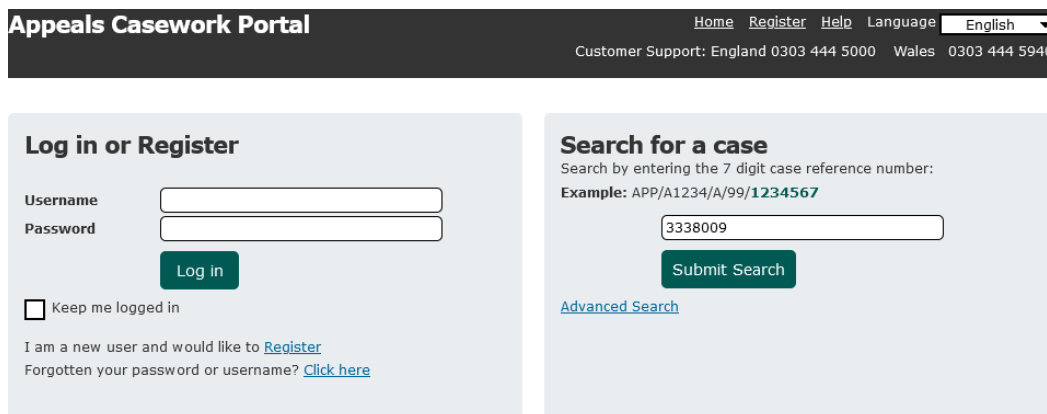 Appeals Casework Portal
Home Register Help Language English
Customer Support: England 0303 444 5000 Wales 0303 444 594
Log in or Register
Username
Password
Log in
Keep me logged in
I am a new user and would like to Register
Forgotten your password or username? Click here
Search for a case
Search by entering the 7 digit case reference number:
Example: APP/A1234/A/99/1234567
3338009
Submit Search
Advanced Search